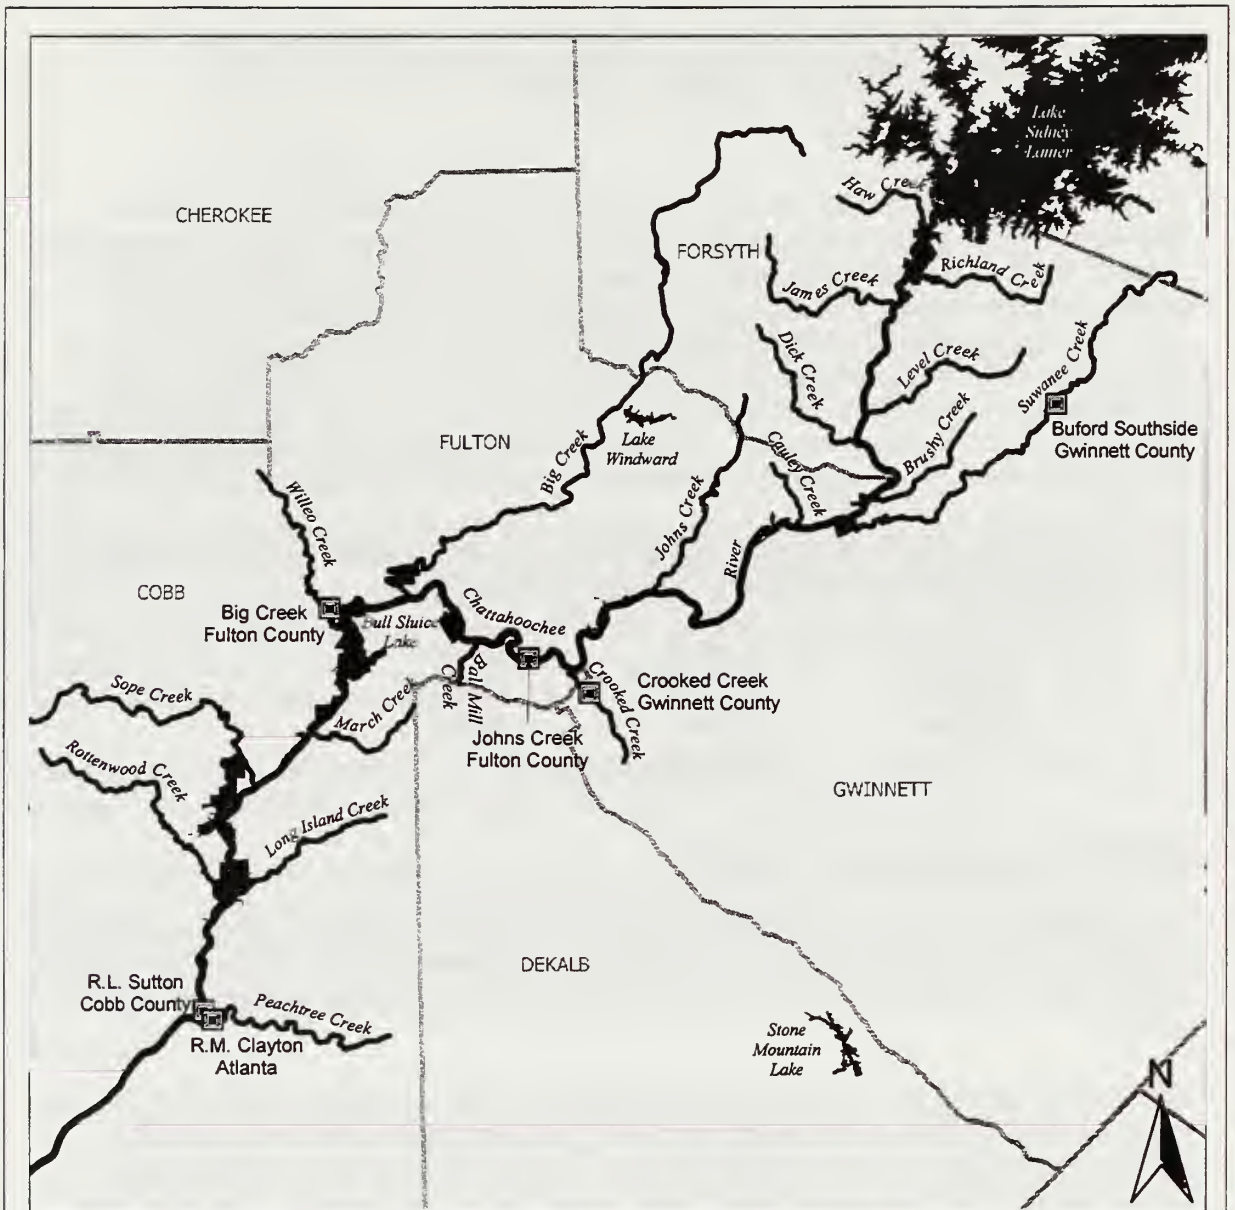 Lake
Sidney
Lanier
Haw Creek
CHEROKEE
FORSYTH
Richland Creek
James Creek
Dick Creek
Level Creek
Suwanee Creek
Buford Southside
Gwinnett County
Brushy Creek
Cauley Creek
FULTON
Lake
Windward
Big Creek
Johns Creek
River
Willeo Creek
COBB
Big Creek
Fulton County
Bull Sluice
Lake
Chattahoochee
Ball Mill
Creek
Crooked Creek
Crooked Creek
Gwinnett County
Johns Creek
Fulton County
Sope Creek
March Creek
Rottenwood Creek
Long Island Creek
GWINNETT
DEKALB
R.L. Sutton
Cobb County
Peachtree Creek
R.M. Clayton
Atlanta
Stone
Mountain
Lake
N